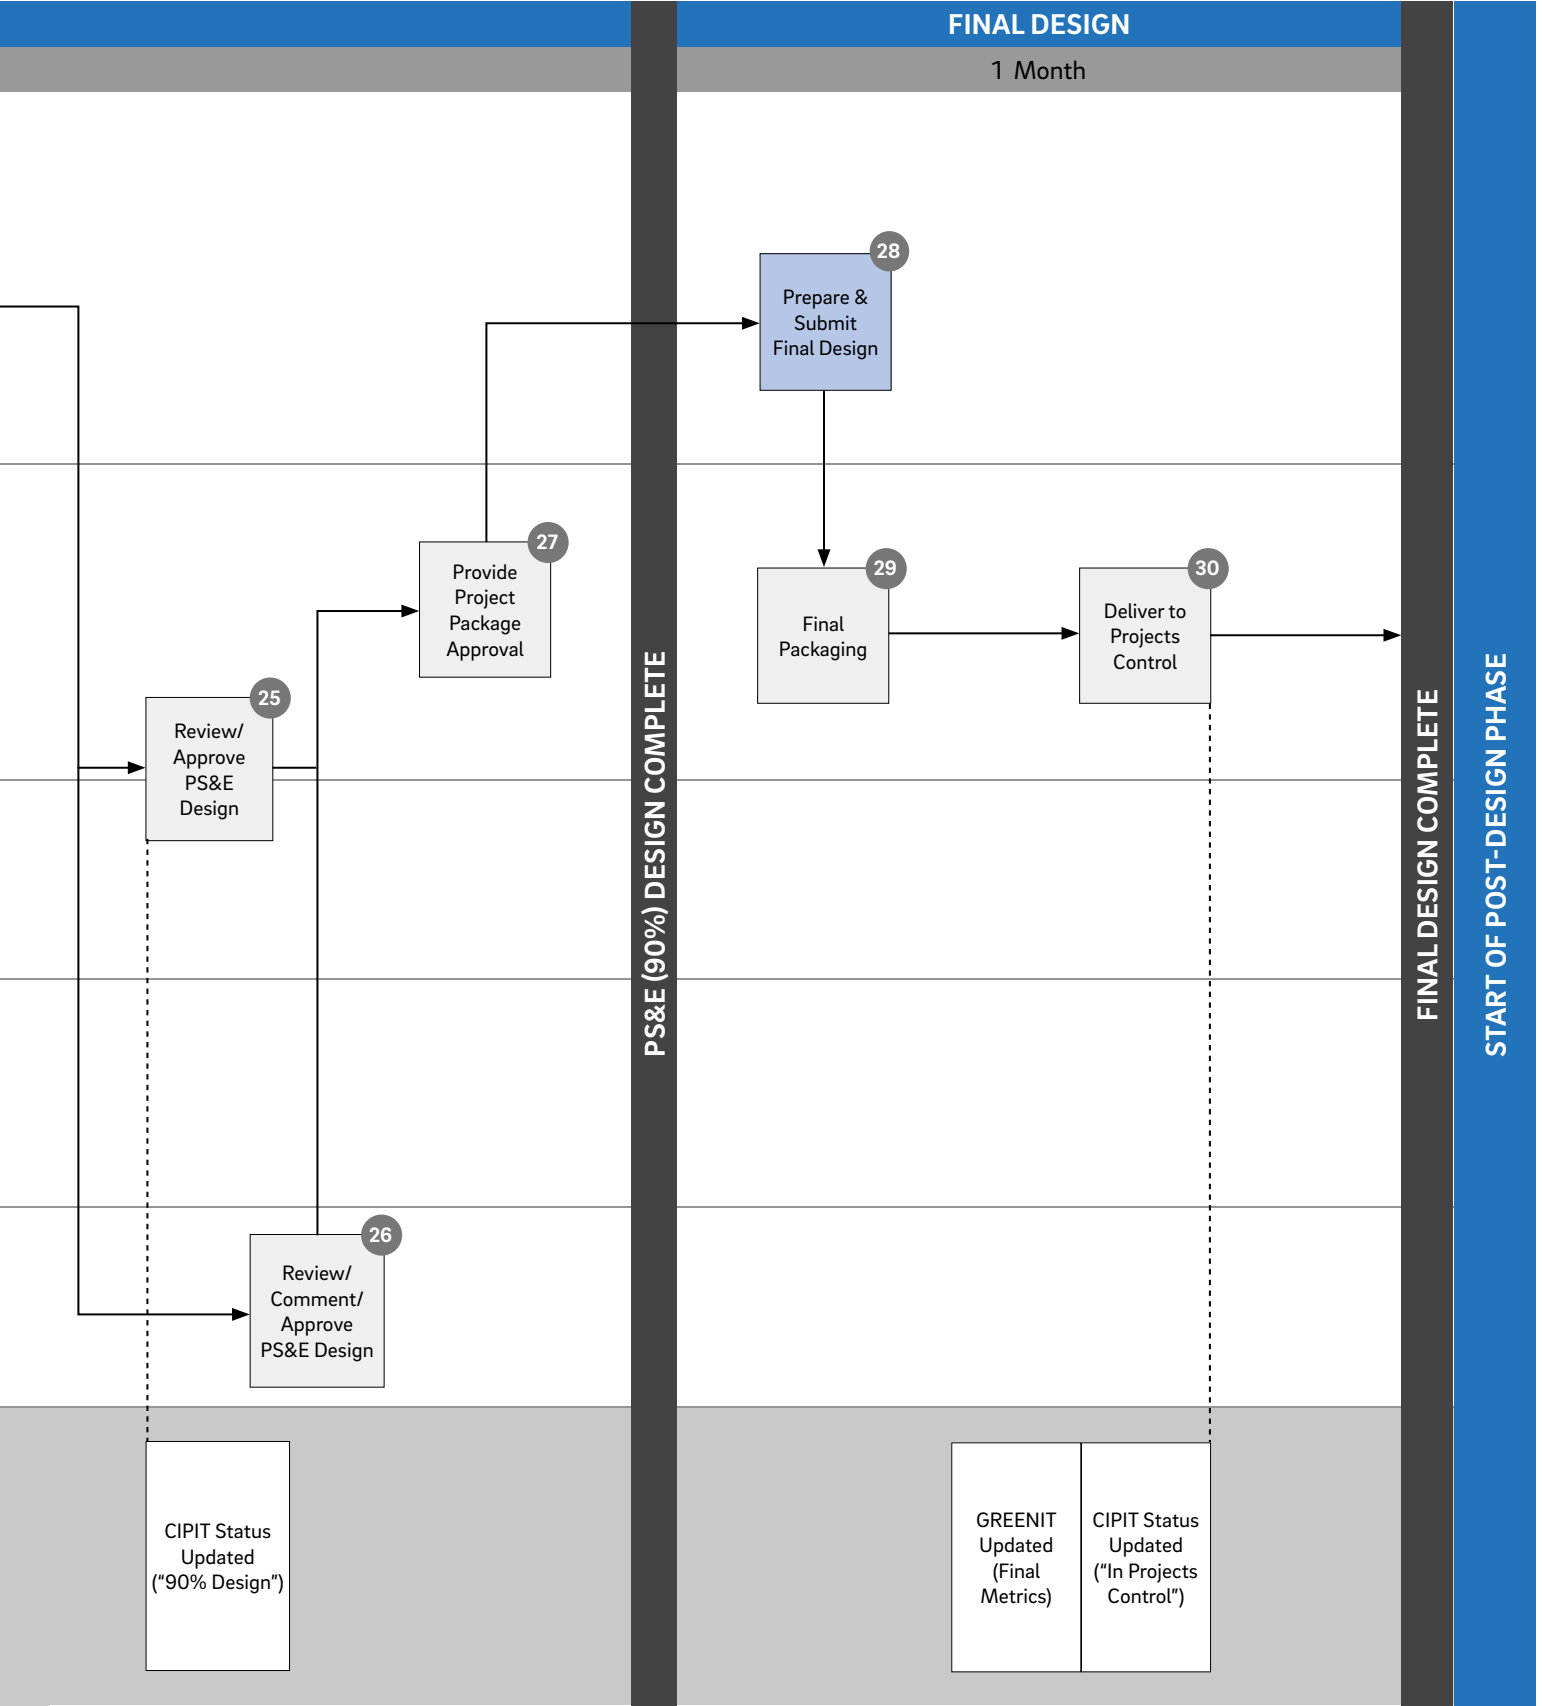 FINAL DESIGN
1 Month
28
Prepare &
Submit
Final Design
27
Provide
Project
Package
Approval
29
Final
Packaging
30
Deliver to
Projects
Control
25
Review/
Approve
PS&E
Design
PS&E (90%) DESIGN COMPLETE
FINAL DESIGN COMPLETE
START OF POST-DESIGN PHASE
26
Review/
Comment/
Approve
PS&E Design
CIPIT Status
Updated
(“90% Design”)
GREENIT
Updated
(Final
Metrics)
CIPIT Status
Updated
(“In Projects
Control”)